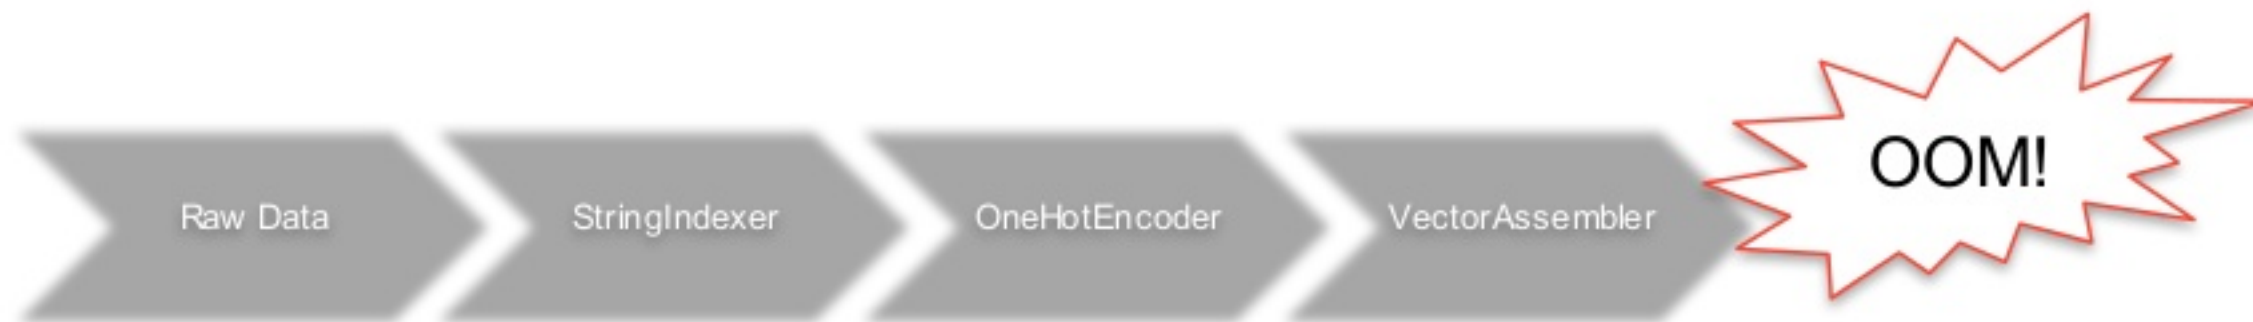 Raw Data
StringIndexer
OneHotEncoder
VectorAssembler
OOM!